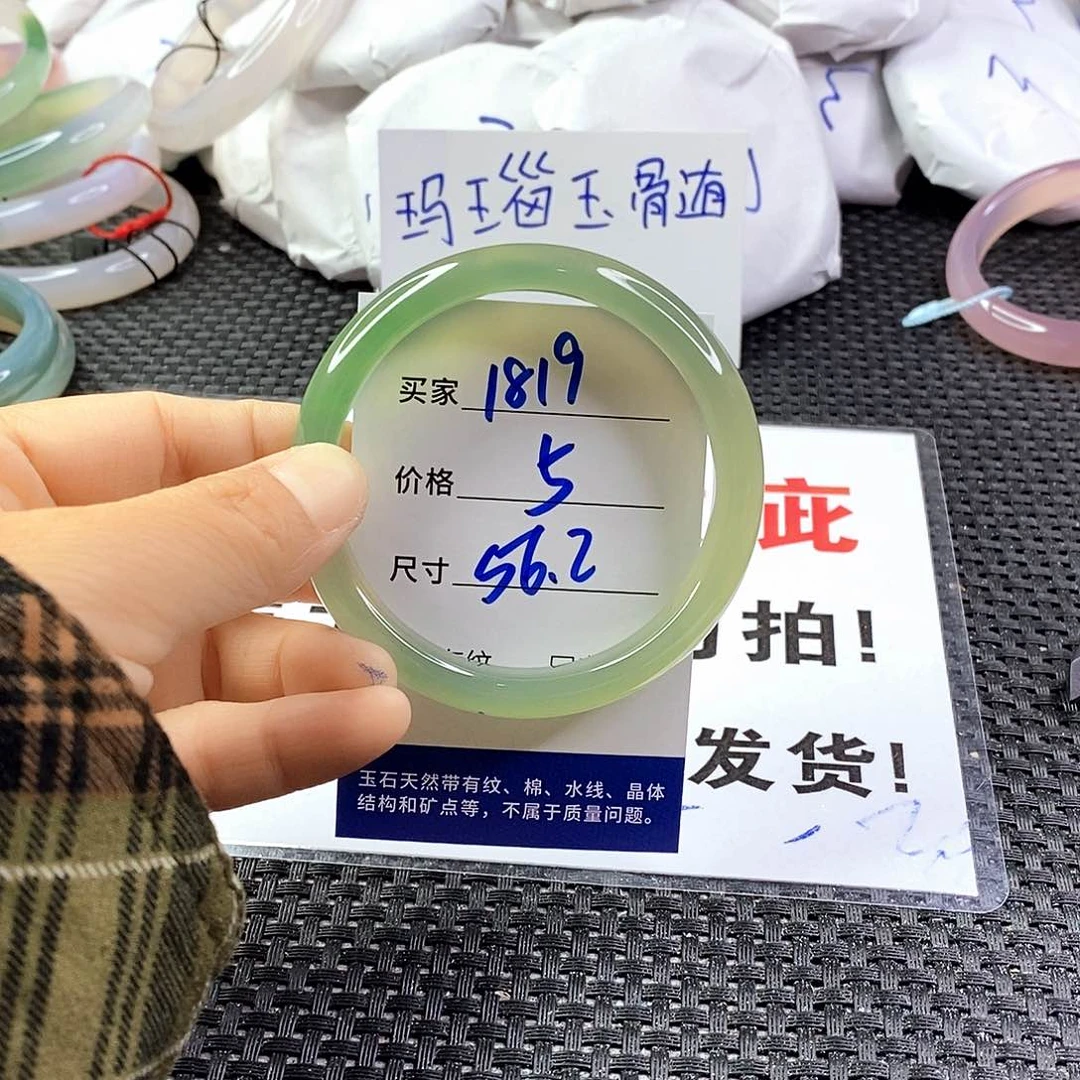 玛瑙玉骨髄
买家 1819
价格 5
尺寸 56.2
玉石天然带有纹、棉、水线、晶体
结构和矿点等，不属于质量问题。
疵
拍!
发货!